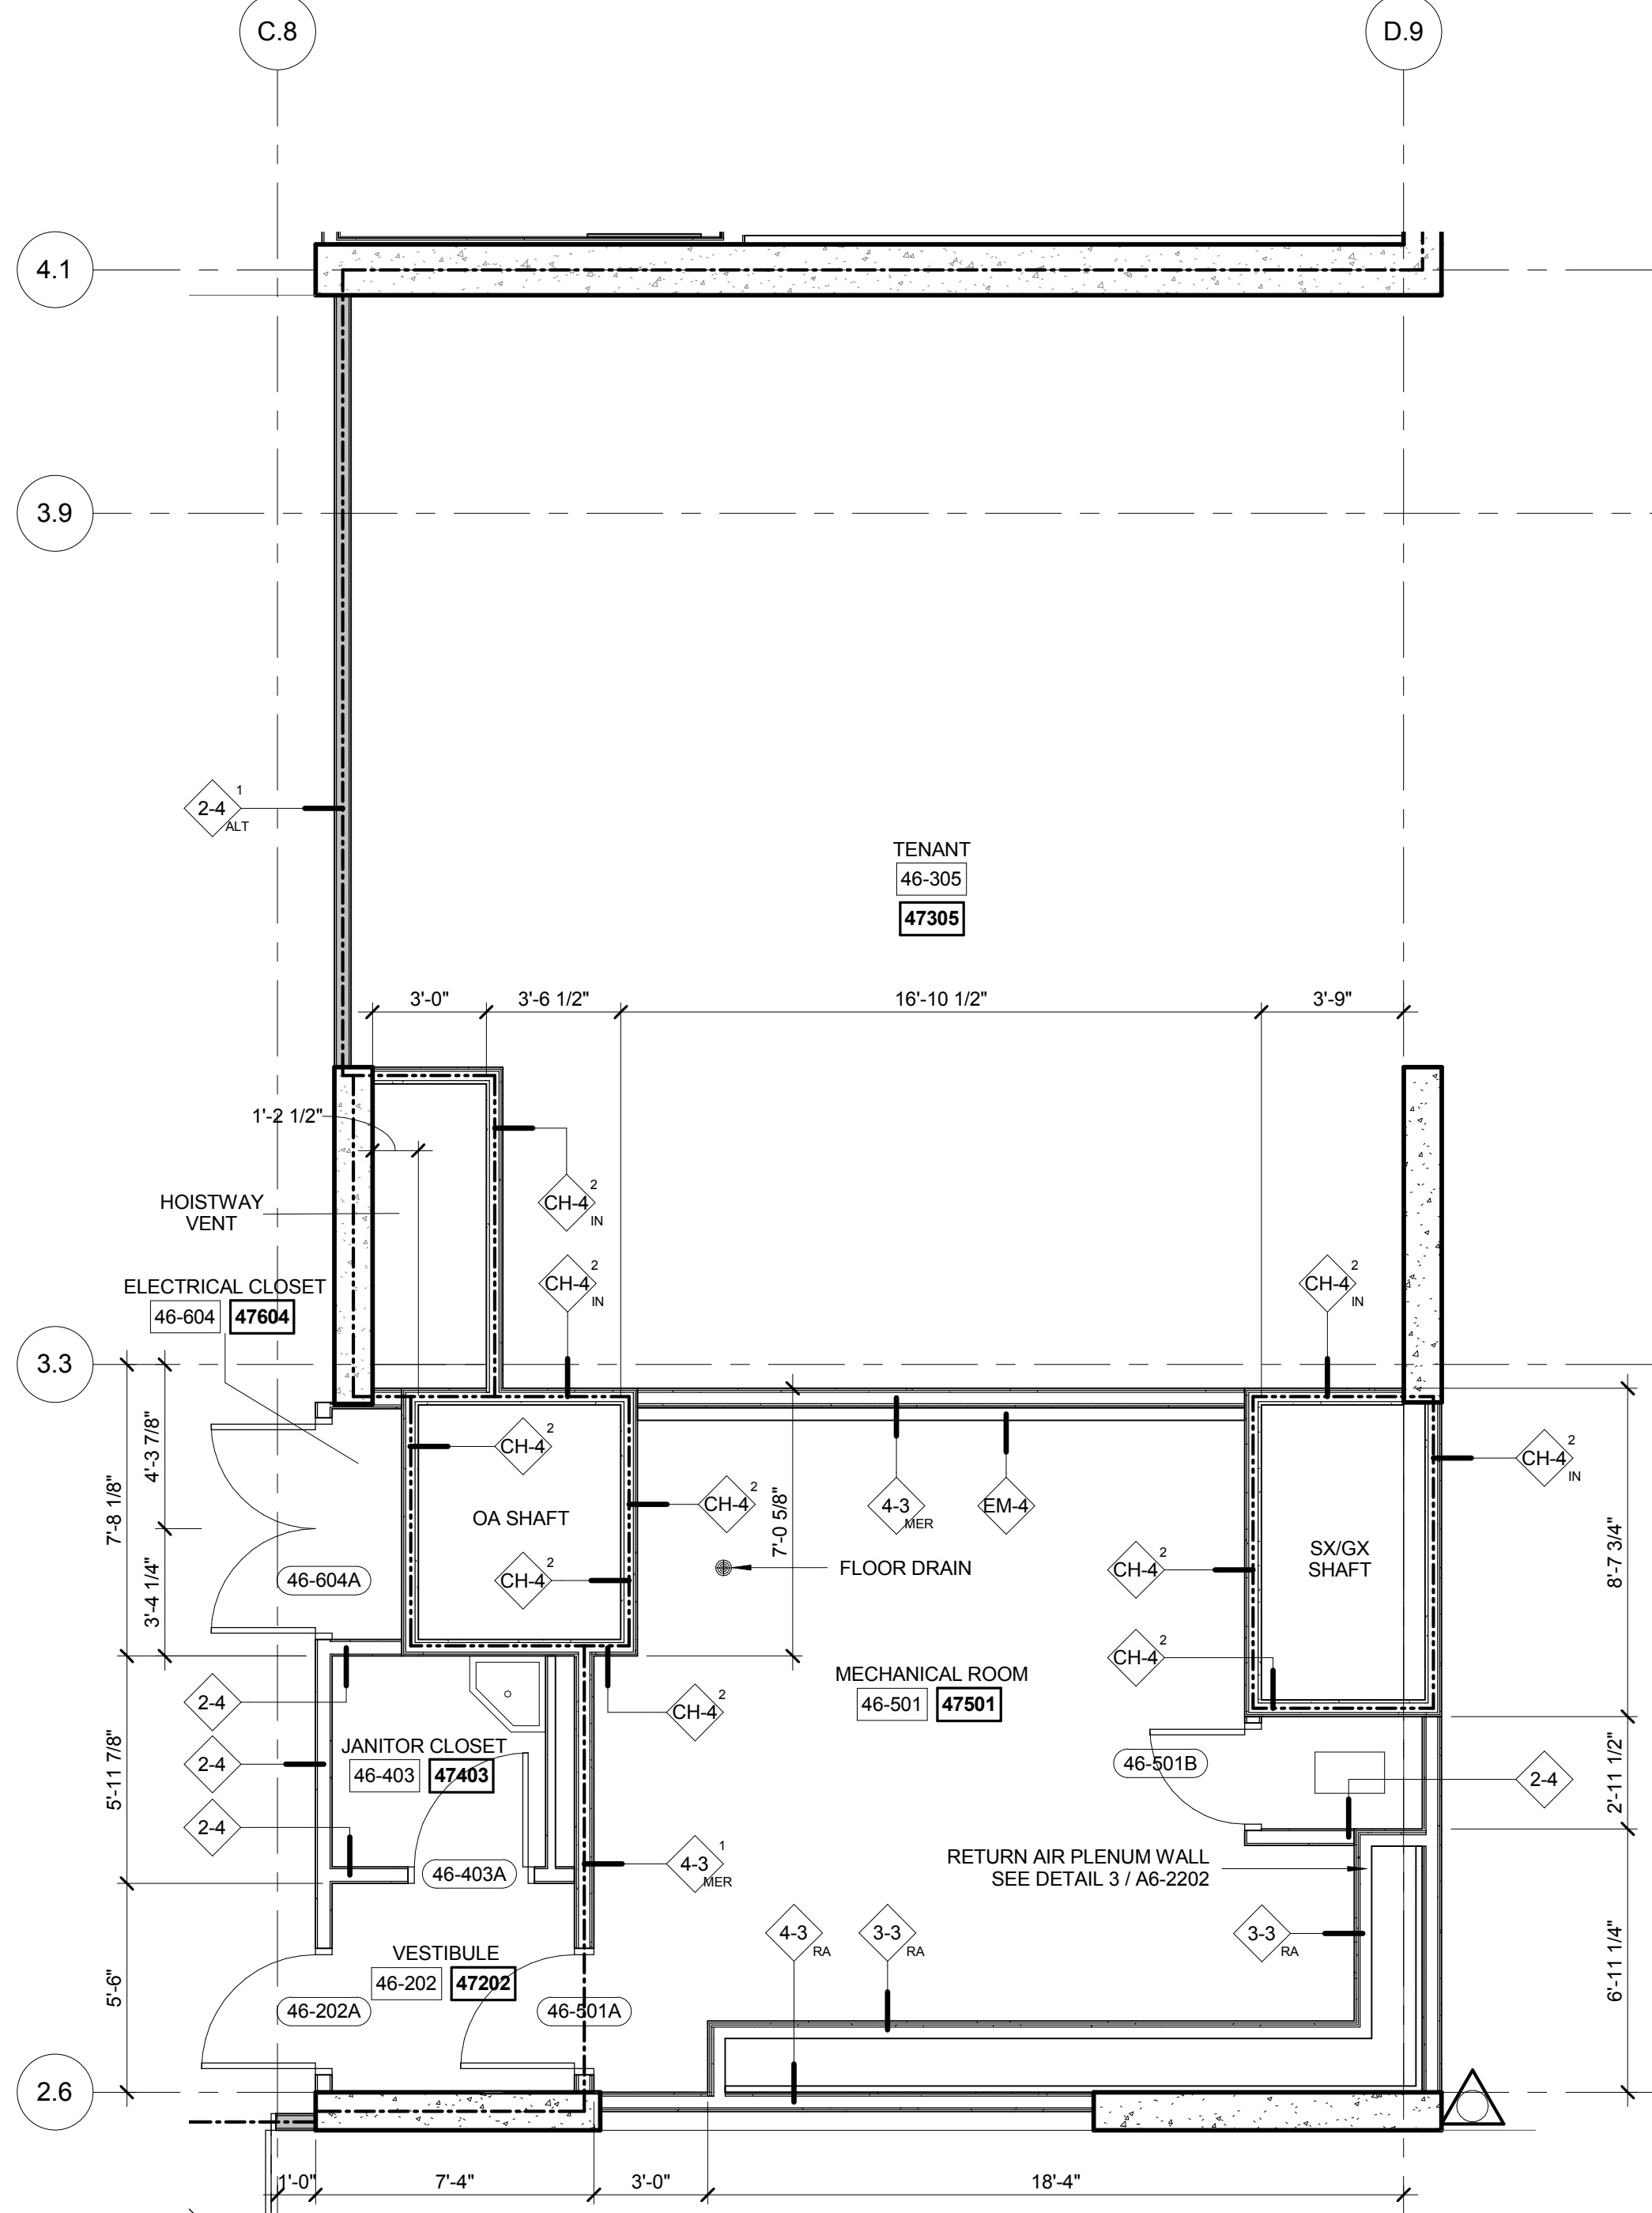 C.8
D.9
4.1
3.9
2-4
1
ALT
TENANT
46-305
47305
3'-0"
3'-6 1/2"
16'-10 1/2"
3'-9"
1'-2 1/2"
HOISTWAY
VENT
CH-4
2
IN
ELECTRICAL CLOSET
46-604
47604
CH-4
2
IN
CH-4
2
IN
3.3
4'-3 7/8"
7'-8 1/8"
3'-4 1/4"
CH-4
2
OA SHAFT
CH-4
2
CH-4
2
7'-0 5/8"
4-3
MER
EM-4
FLOOR DRAIN
CH-4
2
IN
SX/GX
SHAFT
CH-4
2
CH-4
2
8'-7 3/4"
46-604A
2-4
2-4
2-4
CH-4
2
MECHANICAL ROOM
46-501
47501
JANITOR CLOSET
46-403
47403
46-501B
2-4
2'-11 1/2"
5'-11 7/8"
46-403A
4-3
1
MER
RETURN AIR PLENUM WALL
SEE DETAIL 3 / A6-2202
4-3
RA
3-3
RA
3-3
RA
6'-11 1/4"
VESTIBULE
46-202
47202
5'-6"
46-202A
46-501A
2.6
1'-0"
7'-4"
3'-0"
18'-4"